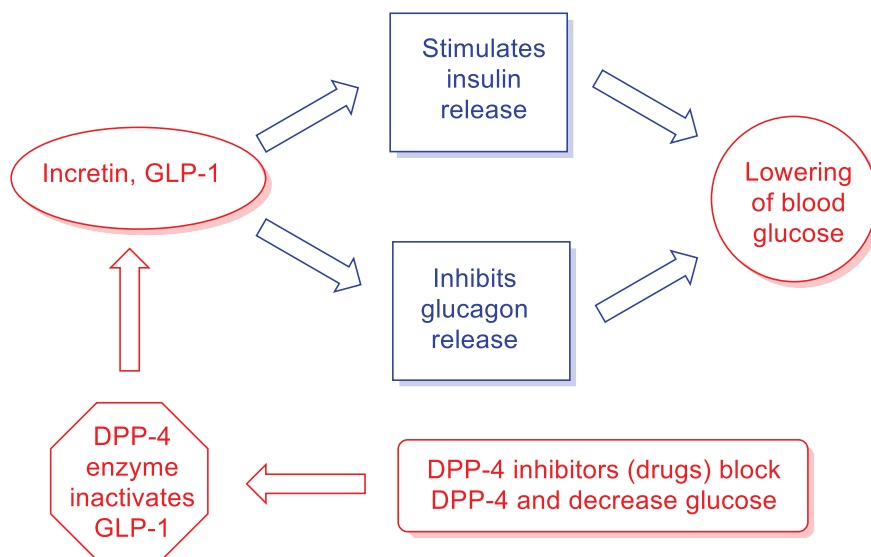 Stimulates
insulin
release
Incretin, GLP-1
Lowering
of blood
glucose
Inhibits
glucagon
release
DPP-4
enzyme
inactivates
GLP-1
DPP-4 inhibitors (drugs) block
DPP-4 and decrease glucose